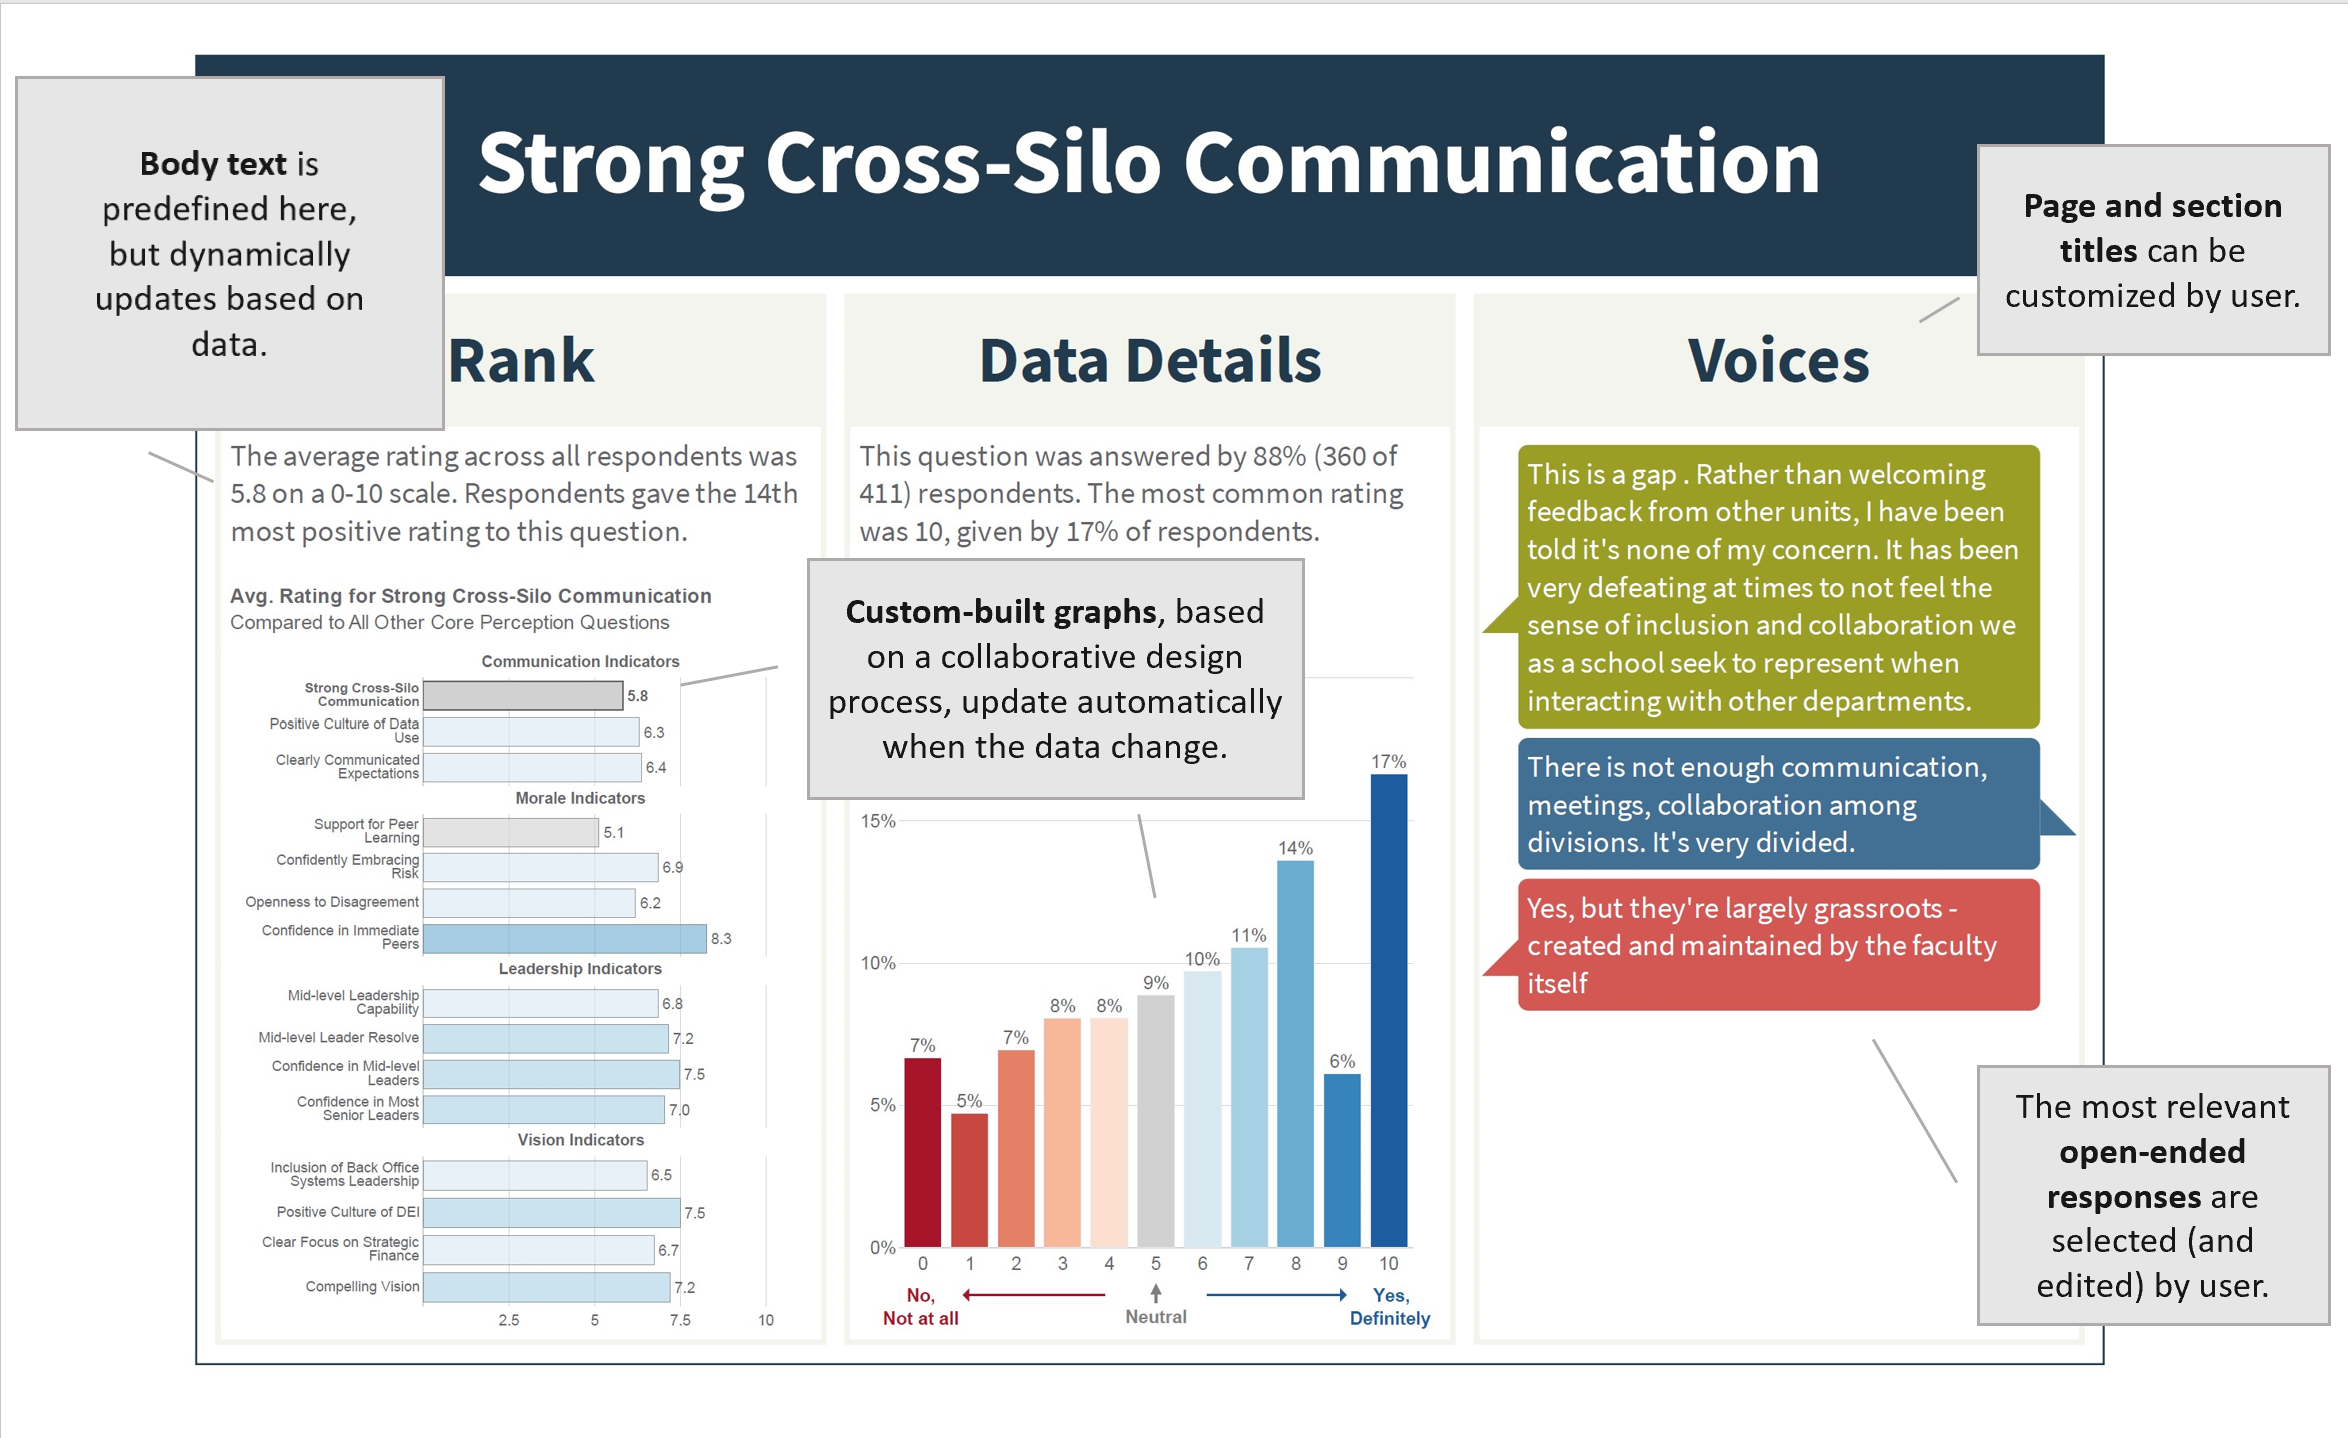 Strong Cross-Silo Communication
Body text is
predefined here,
but dynamically
updates based on
data.
Page and section
titles can be
customized by user.
Rank
The average rating across all respondents was
5.8 on a 0-10 scale. Respondents gave the 14th
most positive rating to this question.
Avg. Rating for Strong Cross-Silo Communication
Compared to All Other Core Perception Questions
Communication Indicators
Strong Cross-Silo
Communication
5.8
Positive Culture of Data
Use
6.3
Clearly Communicated
Expectations
6.4
Morale Indicators
Support for Peer
Learning
5.1
Confidently Embracing
Risk
6.9
Openness to Disagreement
6.2
Confidence in Immediate
Peers
8.3
Leadership Indicators
Mid-level Leadership
Capability
6.8
Mid-level Leader Resolve
7.2
Confidence in Mid-level
Leaders
7.5
Confidence in Most
Senior Leaders
7.0
Vision Indicators
Inclusion of Back Office
Systems Leadership
6.5
Positive Culture of DEI
7.5
Clear Focus on Strategic
Finance
6.7
Compelling Vision
7.2
2.5 5 7.5 10
Data Details
This question was answered by 88% (360 of
411) respondents. The most common rating
was 10, given by 17% of respondents.
Custom-built graphs, based
on a collaborative design
process, update automatically
when the data change.
15%
10%
5%
0%
7% 5% 7% 8% 8% 9% 10% 11% 14% 6% 17%
0 1 2 3 4 5 6 7 8 9 10
No,
Not at all
Neutral
Yes,
Definitely
Voices
This is a gap . Rather than welcoming
feedback from other units, I have been
told it's none of my concern. It has been
very defeating at times to not feel the
sense of inclusion and collaboration we
as a school seek to represent when
interacting with other departments.
There is not enough communication,
meetings, collaboration among
divisions. It's very divided.
Yes, but they're largely grassroots -
created and maintained by the faculty
itself
The most relevant
open-ended
responses are
selected (and
edited) by user.